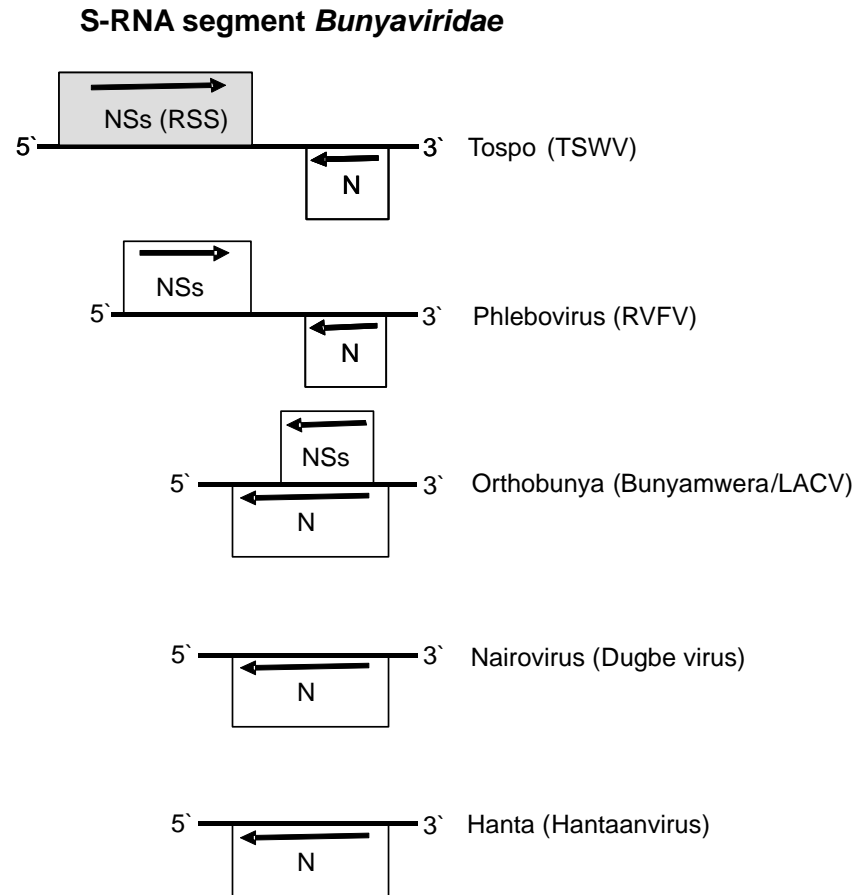 S-RNA segment Bunyaviridae
NSs (RSS)
5` 3` Tospo (TSWV)
N
NSs
5` 3` Phlebovirus (RVFV)
N
NSs
5` 3` Orthobunya (Bunyamwera/LACV)
N
5` 3` Nairovirus (Dugbe virus)
N
5` 3` Hanta (Hantaanvirus)
N